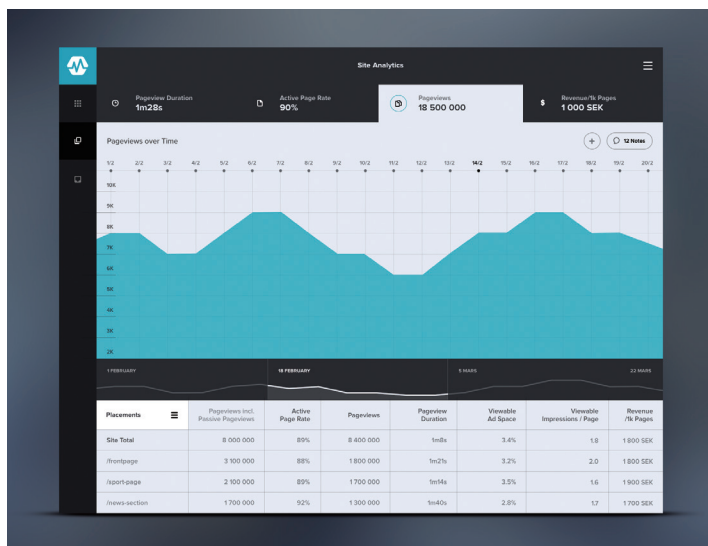 Site Analytics
Pageview Duration
1m28s
Active Page Rate
90%
Pageviews
18 500 000
$
Revenue/1k Pages
1 000 SEK
Pageviews over Time
+
12 Notes
1/2 2/2 3/2 4/2 5/2 6/2 7/2 8/2 9/2 10/2 11/2 12/2 13/2 14/2 15/2 16/2 17/2 18/2 19/2 20/2
10K
9K
8K
7K
6K
5K
4K
3K
2K
1 FEBRUARY 18 FEBRUARY 5 MARS 22 MARS
Placements Pageviews incl. Passive Pageviews Active Page Rate Pageviews Pageview Duration Viewable Ad Space Viewable Impressions / Page Revenue /1k Pages
Site Total 8 000 000 89% 8 400 000 1m8s 3.4% 1.8 1 800 SEK
/frontpage 3 100 000 88% 1 800 000 1m21s 3.2% 2.0 1 800 SEK
/sport-page 2 100 000 89% 1 700 000 1m14s 3.5% 1.6 1 900 SEK
/news-section 1 700 000 92% 1 300 000 1m40s 2.8% 1.7 1 700 SEK